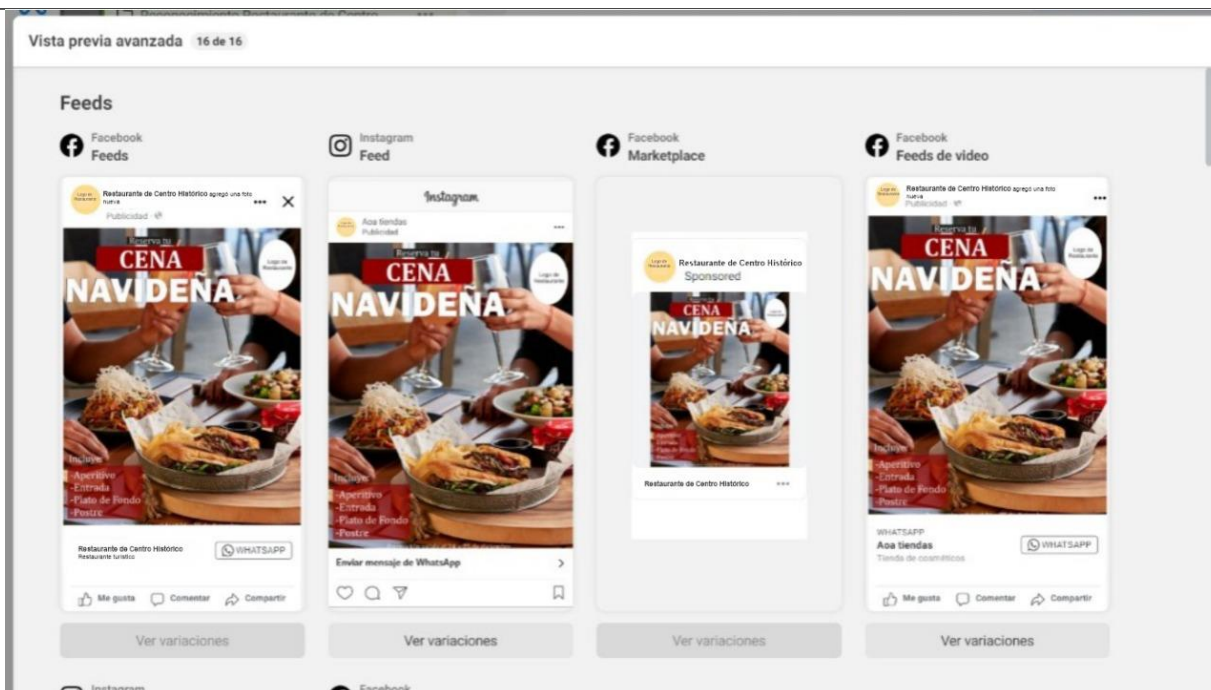 Reconocimiento Restaurante de Centro
Vista previa avanzada 16 de 16
Feeds
Facebook
Feeds
Restaurante de Centro Histórico agregó una foto
nueva
Publicidad
Reserva tu
CENA
NAVIDEÑA
Logo de
Restaurante
Incluye:
-Aperitivo
-Entrada
-Plato de Fondo
-Postre
Restaurante de Centro Histórico
Restaurante turístico
WHATSAPP
Me gusta Comentar Compartir
Ver variaciones
Instagram
Feed
Instagram
Aoa tiendas
Publicidad
Reserva tu
CENA
NAVIDEÑA
Logo de
Restaurante
Incluye:
-Aperitivo
-Entrada
-Plato de Fondo
-Postre
Enviar mensaje de WhatsApp
Ver variaciones
Facebook
Marketplace
Restaurante de Centro Histórico
Sponsored
CENA
NAVIDEÑA
Restaurante de Centro Histórico
Ver variaciones
Facebook
Feeds de video
Restaurante de Centro Histórico agregó una foto
nueva
Publicidad
Reserva tu
CENA
NAVIDEÑA
Logo de
Restaurante
Incluye:
-Aperitivo
-Entrada
-Plato de Fondo
-Postre
WHATSAPP
Aoa tiendas
Tienda de cosméticos
WHATSAPP
Me gusta Comentar Compartir
Ver variaciones
Instagram
Facebook